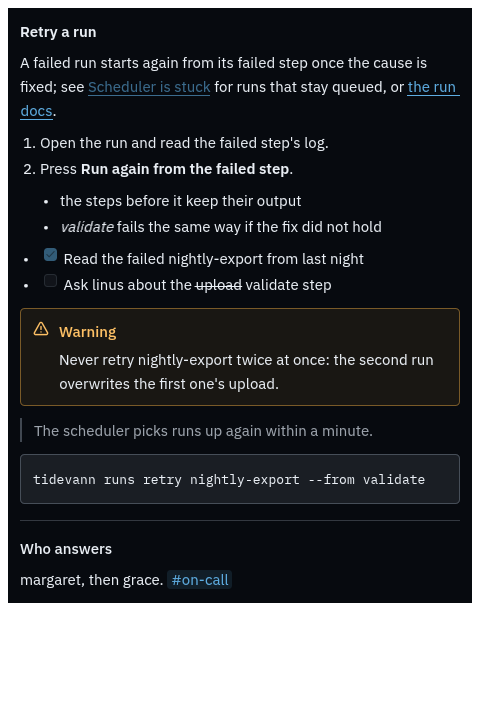 Retry a run
A failed run starts again from its failed step once the cause is
fixed; see Scheduler is stuck for runs that stay queued, or the run
docs.
1. Open the run and read the failed step's log.
2. Press Run again from the failed step.
• the steps before it keep their output
• validate fails the same way if the fix did not hold
• Read the failed nightly-export from last night
• Ask linus about the upload validate step
Warning
Never retry nightly-export twice at once: the second run
overwrites the first one's upload.
The scheduler picks runs up again within a minute.
tidevann runs retry nightly-export --from validate
Who answers
margaret, then grace. #on-call